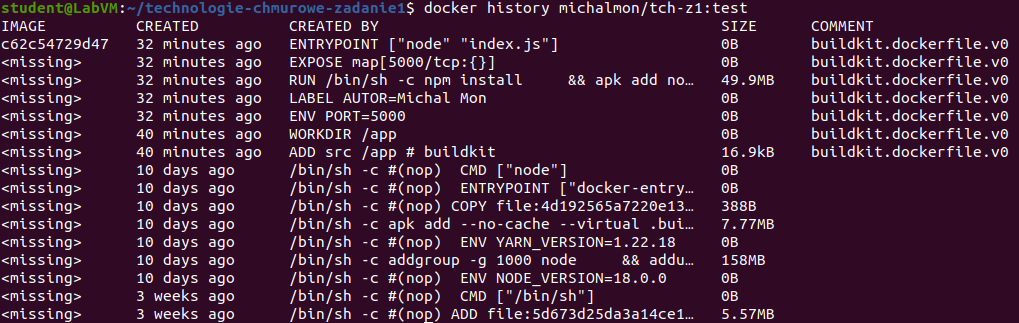 student@LabVM:~/technologie-chmurowe-zadanie1$ docker history michalmon/tch-z1:test
IMAGE CREATED CREATED BY SIZE COMMENT
c62c54729d47 32 minutes ago ENTRYPOINT ["node" "index.js"] 0B buildkit.dockerfile.v0
<missing> 32 minutes ago EXPOSE map[5000/tcp:{}] 0B buildkit.dockerfile.v0
<missing> 32 minutes ago RUN /bin/sh -c npm install && apk add no… 49.9MB buildkit.dockerfile.v0
<missing> 32 minutes ago LABEL AUTOR=Michal Mon 0B buildkit.dockerfile.v0
<missing> 32 minutes ago ENV PORT=5000 0B buildkit.dockerfile.v0
<missing> 40 minutes ago WORKDIR /app 0B buildkit.dockerfile.v0
<missing> 40 minutes ago ADD src /app # buildkit 16.9kB buildkit.dockerfile.v0
<missing> 10 days ago /bin/sh -c #(nop) CMD ["node"] 0B
<missing> 10 days ago /bin/sh -c #(nop) ENTRYPOINT ["docker-entry… 0B
<missing> 10 days ago /bin/sh -c #(nop) COPY file:4d192565a7220e13… 388B
<missing> 10 days ago /bin/sh -c apk add --no-cache --virtual .bui… 7.77MB
<missing> 10 days ago /bin/sh -c #(nop) ENV YARN_VERSION=1.22.18 0B
<missing> 10 days ago /bin/sh -c addgroup -g 1000 node && addu… 158MB
<missing> 10 days ago /bin/sh -c #(nop) ENV NODE_VERSION=18.0.0 0B
<missing> 3 weeks ago /bin/sh -c #(nop) CMD ["/bin/sh"] 0B
<missing> 3 weeks ago /bin/sh -c #(nop) ADD file:5d673d25da3a14ce1… 5.57MB